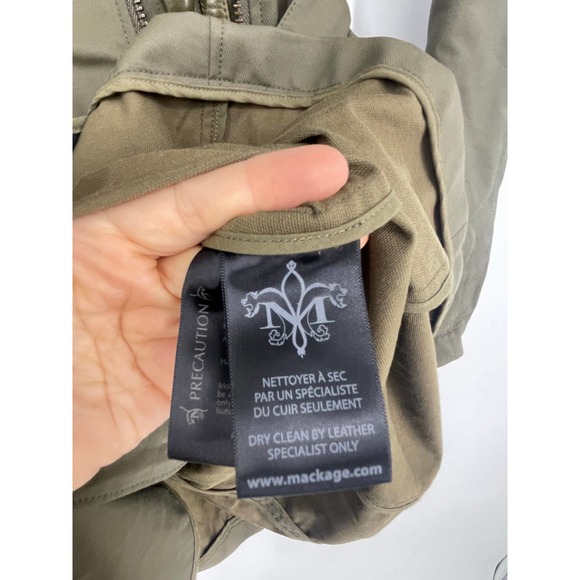 M
NETTOYER À SEC
PAR UN SPÉCIALISTE
DU CUIR SEULEMENT
DRY CLEAN BY LEATHER
SPECIALIST ONLY
www.mackage.com
PRECAUTION